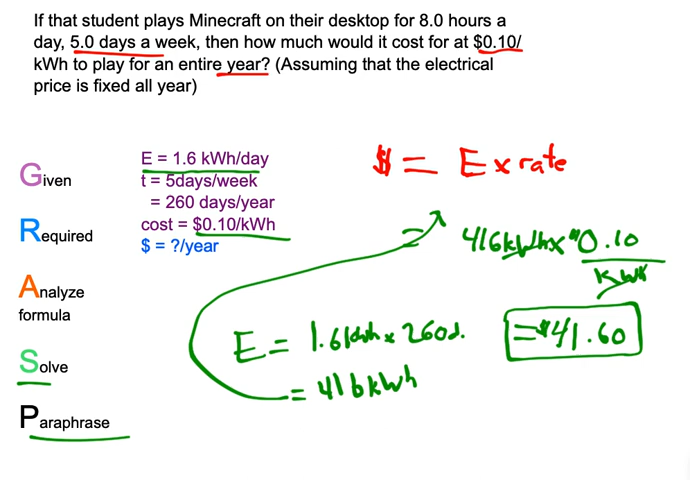 If that student plays Minecraft on their desktop for 8.0 hours a
day, 5.0 days a week, then how much would it cost for at $0.10/
kWh to play for an entire year? (Assuming that the electrical
price is fixed all year)
Given
E = 1.6 kWh/day
t = 5days/week
= 260 days/year
cost = $0.10/kWh
$ = ?/year
Required
Analyze
formula
Solve
Paraphrase
$ = E x rate
416kWh x $0.10
kWh
E = 1.6kWh x 260d.
= 416kWh
= $41.60